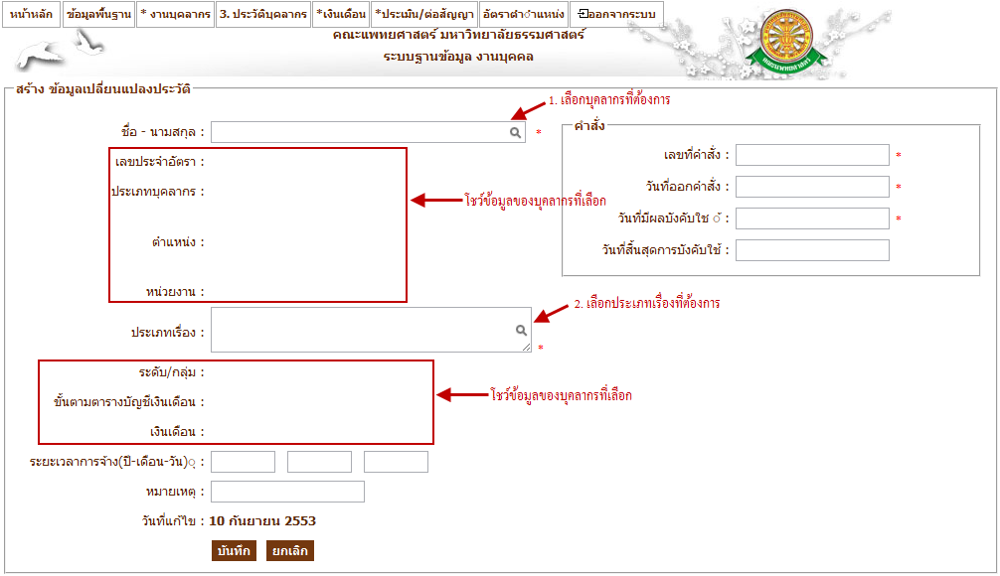 หน้าหลัก ข้อมูลพื้นฐาน * งานบุคลากร 3. ประวัติบุคลากร *เงินเดือน *ประเมิน/ต่อสัญญา อัตราตำ่ำแหน่ง ออกจากระบบ
คณะแพทยศาสตร์ มหาวิทยาลัยธรรมศาสตร์
ระบบฐานข้อมูล งานบุคคล
คณะแพทยศาสตร์
สร้าง ข้อมูลเปลี่ยนแปลงประวัติ
1. เลือกบุคลากรที่ต้องการ
ชื่อ - นามสกุล : *
คำสั่ง
เลขประจำอัตรา :
เลขที่คำสั่ง : *
ประเภทบุคลากร :
วันที่ออกคำสั่ง : *
โชว์ข้อมูลของบุคลากรที่เลือก
วันที่มีผลบังคับใช ้ : *
ตำแหน่ง :
วันที่สิ้นสุดการบังคับใช้ :
หน่วยงาน :
2. เลือกประเภทเรื่องที่ต้องการ
ประเภทเรื่อง : *
ระดับ/กลุ่ม :
โชว์ข้อมูลของบุคลากรที่เลือก
ขั้นตามตารางบัญชีเงินเดือน :
เงินเดือน :
ระยะเวลาการจ้าง(ปี-เดือน-วัน)ุ :
หมายเหตุ :
วันที่แก้ไข : 10 กันยายน 2553
บันทึก ยกเลิก